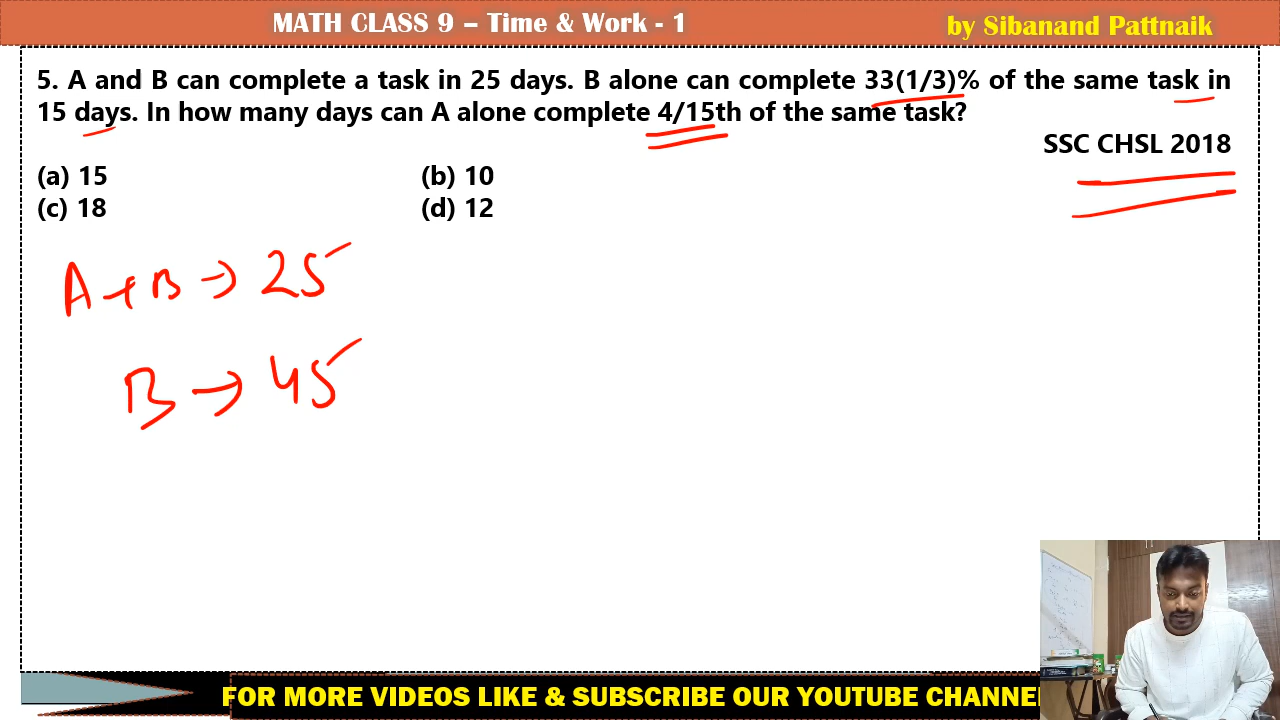 MATH CLASS 9 – Time & Work - 1
by Sibanand Pattnaik
5. A and B can complete a task in 25 days. B alone can complete 33(1/3)% of the same task in
15 days. In how many days can A alone complete 4/15th of the same task?
SSC CHSL 2018
(a) 15 (b) 10
(c) 18 (d) 12
A + B → 25
B → 45
FOR MORE VIDEOS LIKE & SUBSCRIBE OUR YOUTUBE CHANNE